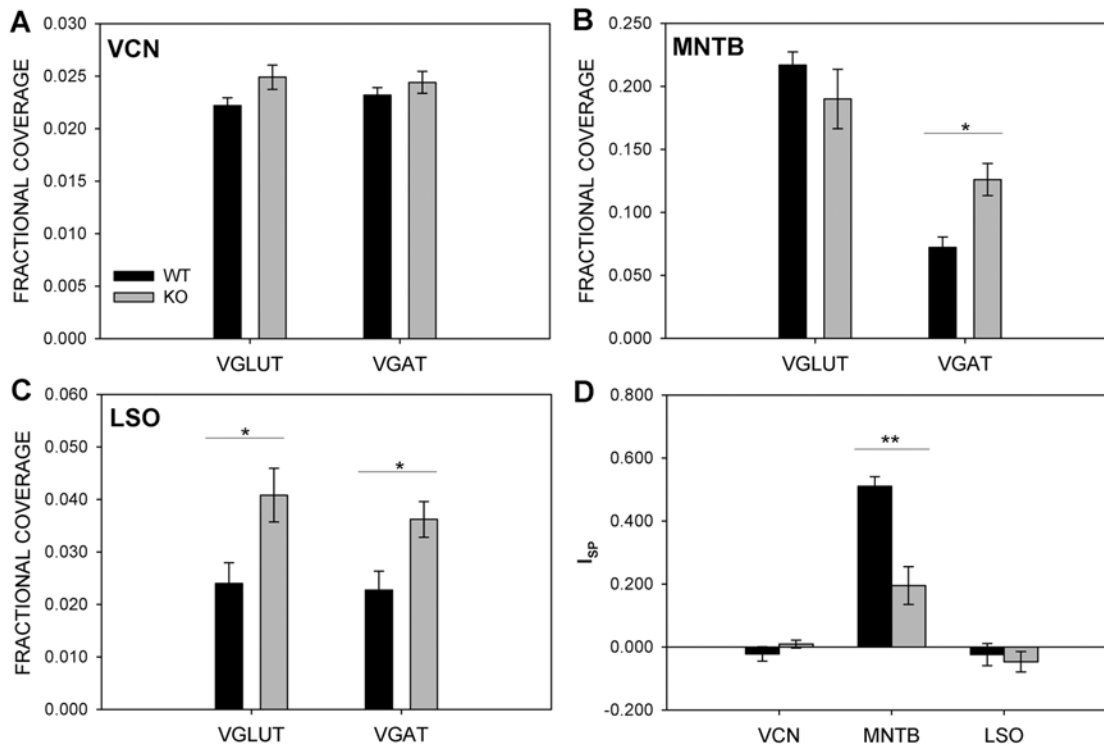 A
VCN
FRACTIONAL COVERAGE
0.030
0.025
0.020
0.015
0.010
0.005
0.000
WT
KO
VGLUT VGAT
B
MNTB
FRACTIONAL COVERAGE
0.250
0.200
0.150
0.100
0.050
0.000
*
VGLUT VGAT
C
LSO
FRACTIONAL COVERAGE
0.060
0.050
0.040
0.030
0.020
0.010
0.000
*
*
VGLUT VGAT
D
I_SP
0.800
0.600
0.400
0.200
0.000
-0.200
**
VCN MNTB LSO